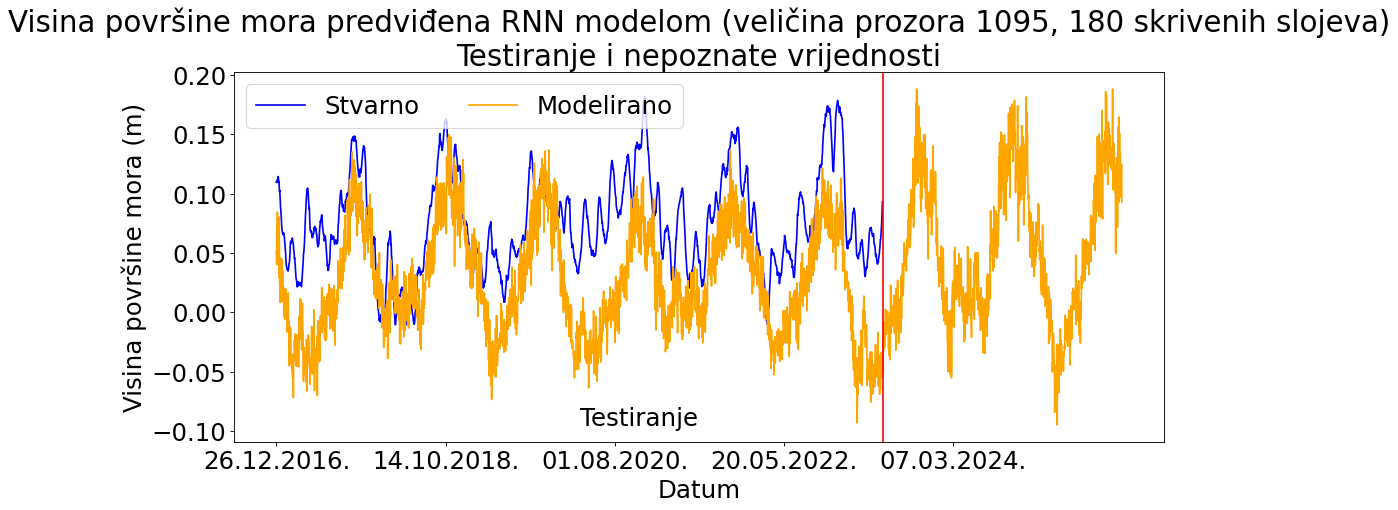 Visina površine mora predviđena RNN modelom (veličina prozora 1095, 180 skrivenih slojeva)
Testiranje i nepoznate vrijednosti
Stvarno
Modelirano
Visina površine mora (m)
0.20
0.15
0.10
0.05
0.00
−0.05
−0.10
Testiranje
26.12.2016.
14.10.2018.
01.08.2020.
20.05.2022.
07.03.2024.
Datum